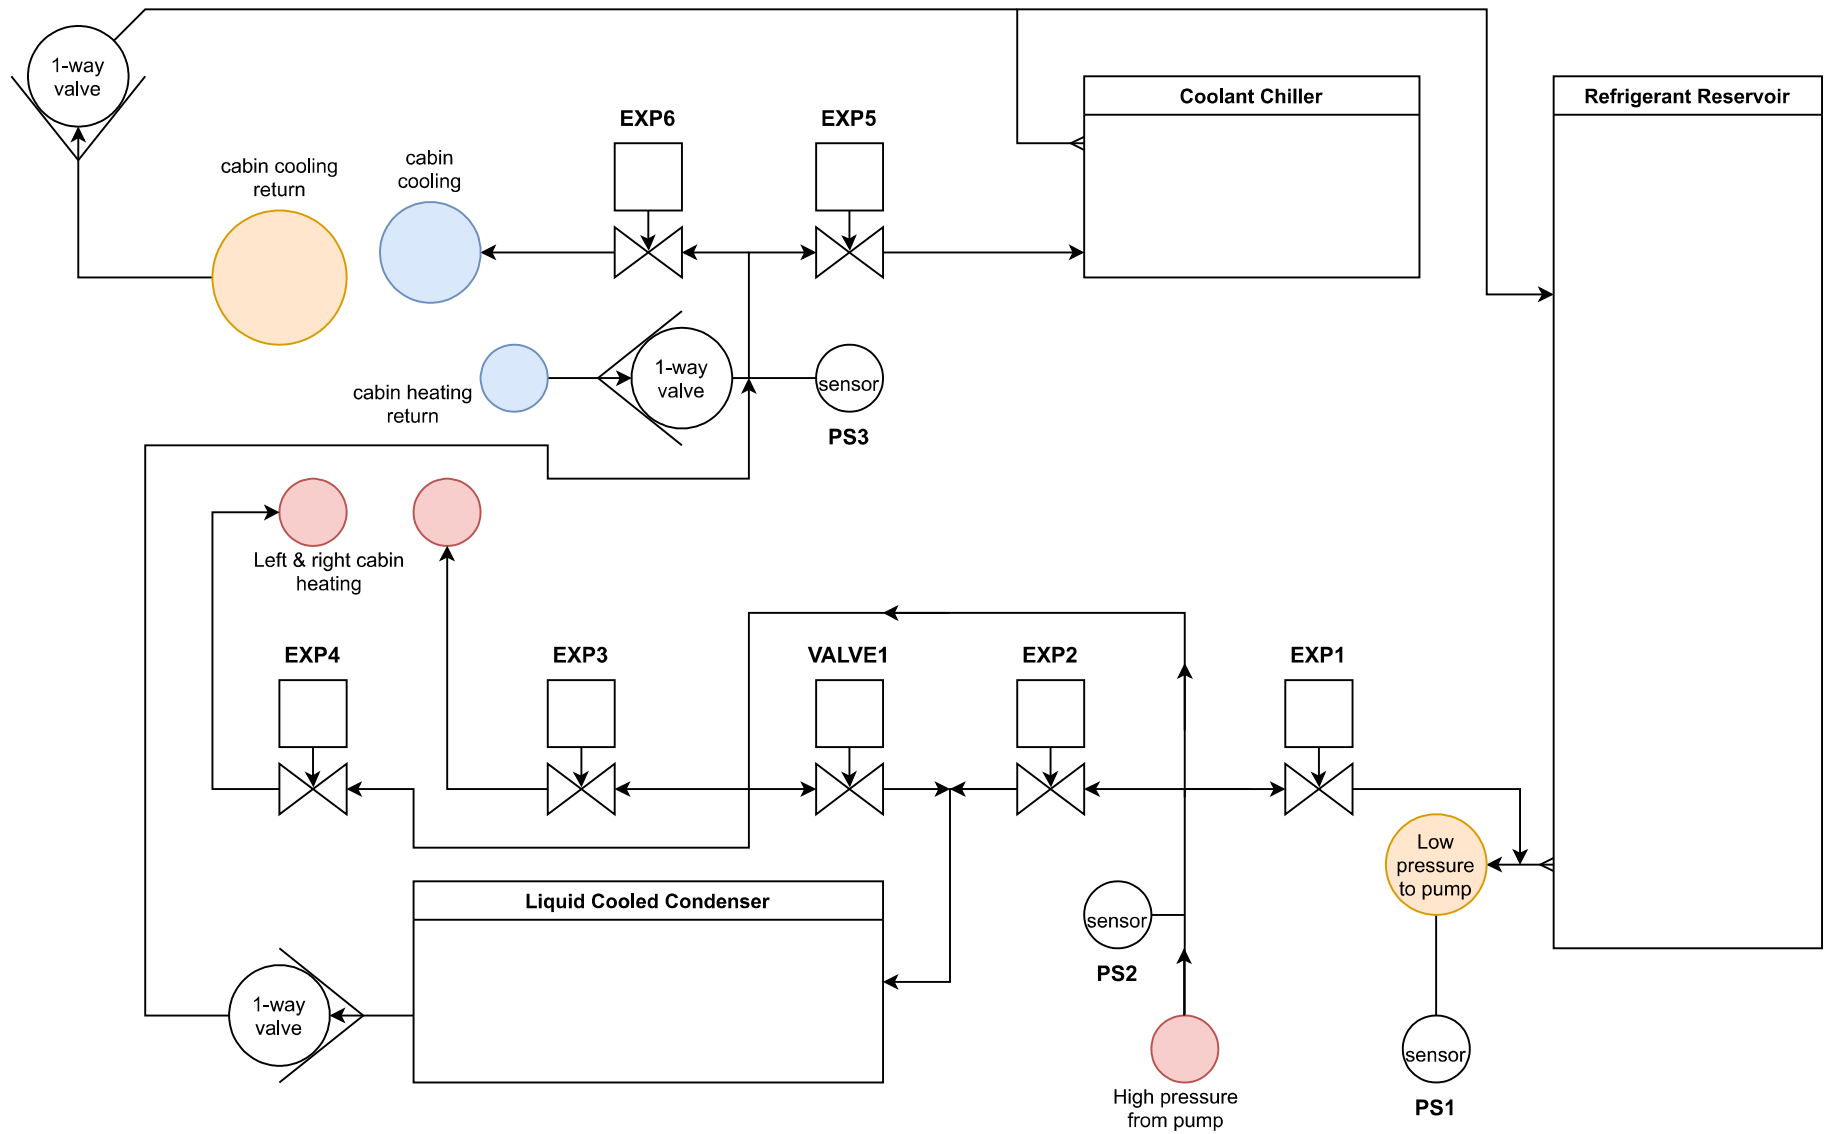 1-way
valve
Coolant Chiller
Refrigerant Reservoir
EXP6
EXP5
cabin cooling
return
cabin
cooling
1-way
valve
sensor
cabin heating
return
PS3
Left & right cabin
heating
EXP4
EXP3
VALVE1
EXP2
EXP1
Low
pressure
to pump
Liquid Cooled Condenser
sensor
PS2
1-way
valve
sensor
High pressure
from pump
PS1